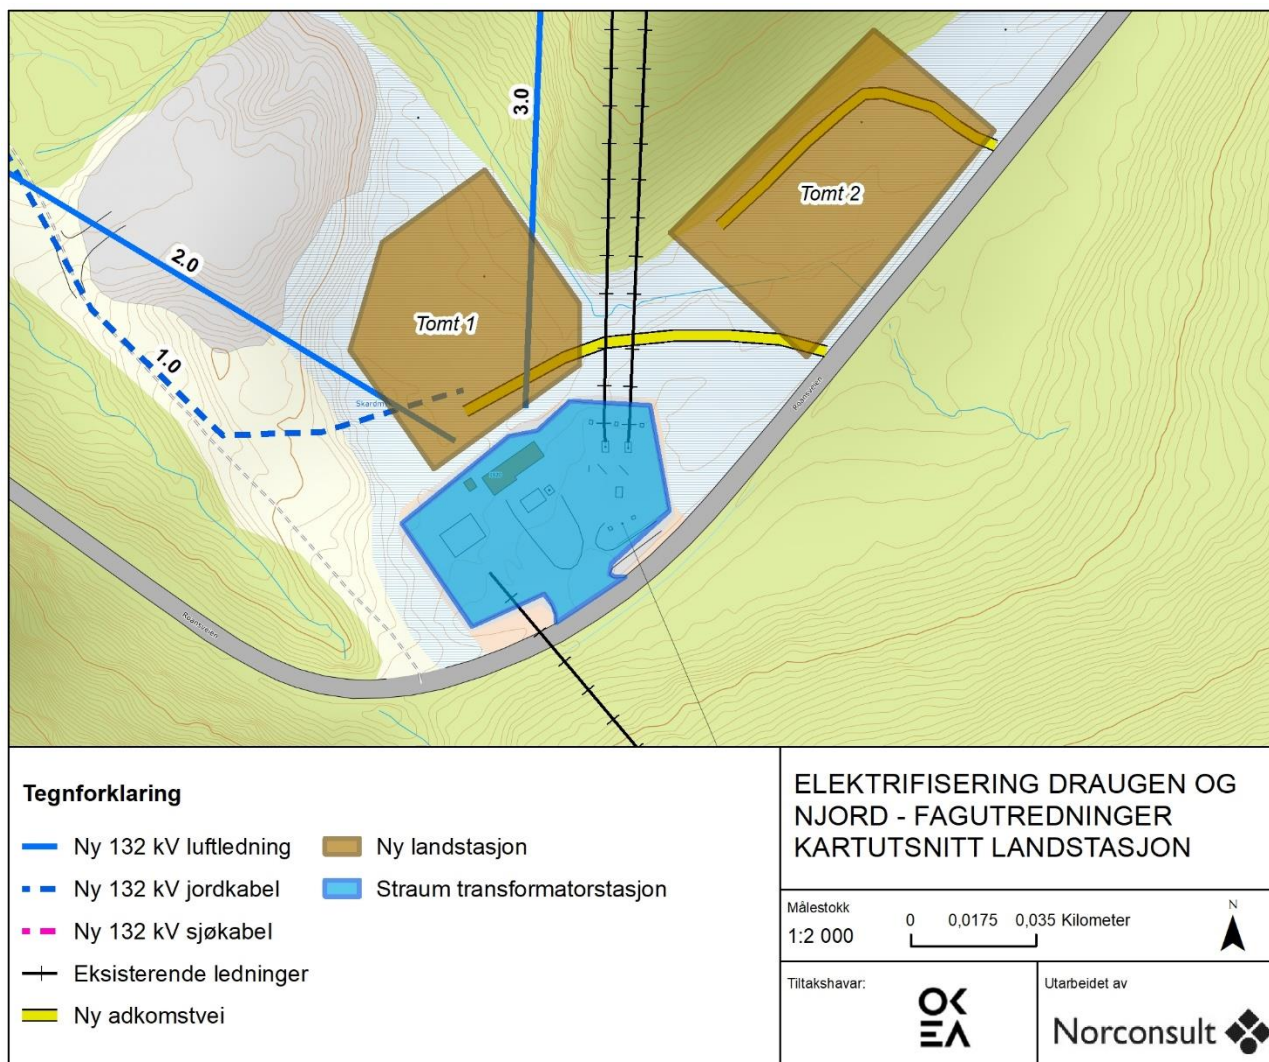 3.0
2.0
1.0
Tomt 2
Tomt 1
Roansveien
Roansveien
Tegnforklaring
Ny 132 kV luftledning
Ny 132 kV jordkabel
Ny 132 kV sjøkabel
Eksisterende ledninger
Ny adkomstvei
Ny landstasjon
Straum transformatorstasjon
ELEKTRIFISERING DRAUGEN OG
NJORD - FAGUTREDNINGER
KARTUTSNITT LANDSTASJON
Målestokk
1:2 000
0 0,0175 0,035 Kilometer
N
Tiltakshavar:
OK
EA
Utarbeidet av
Norconsult